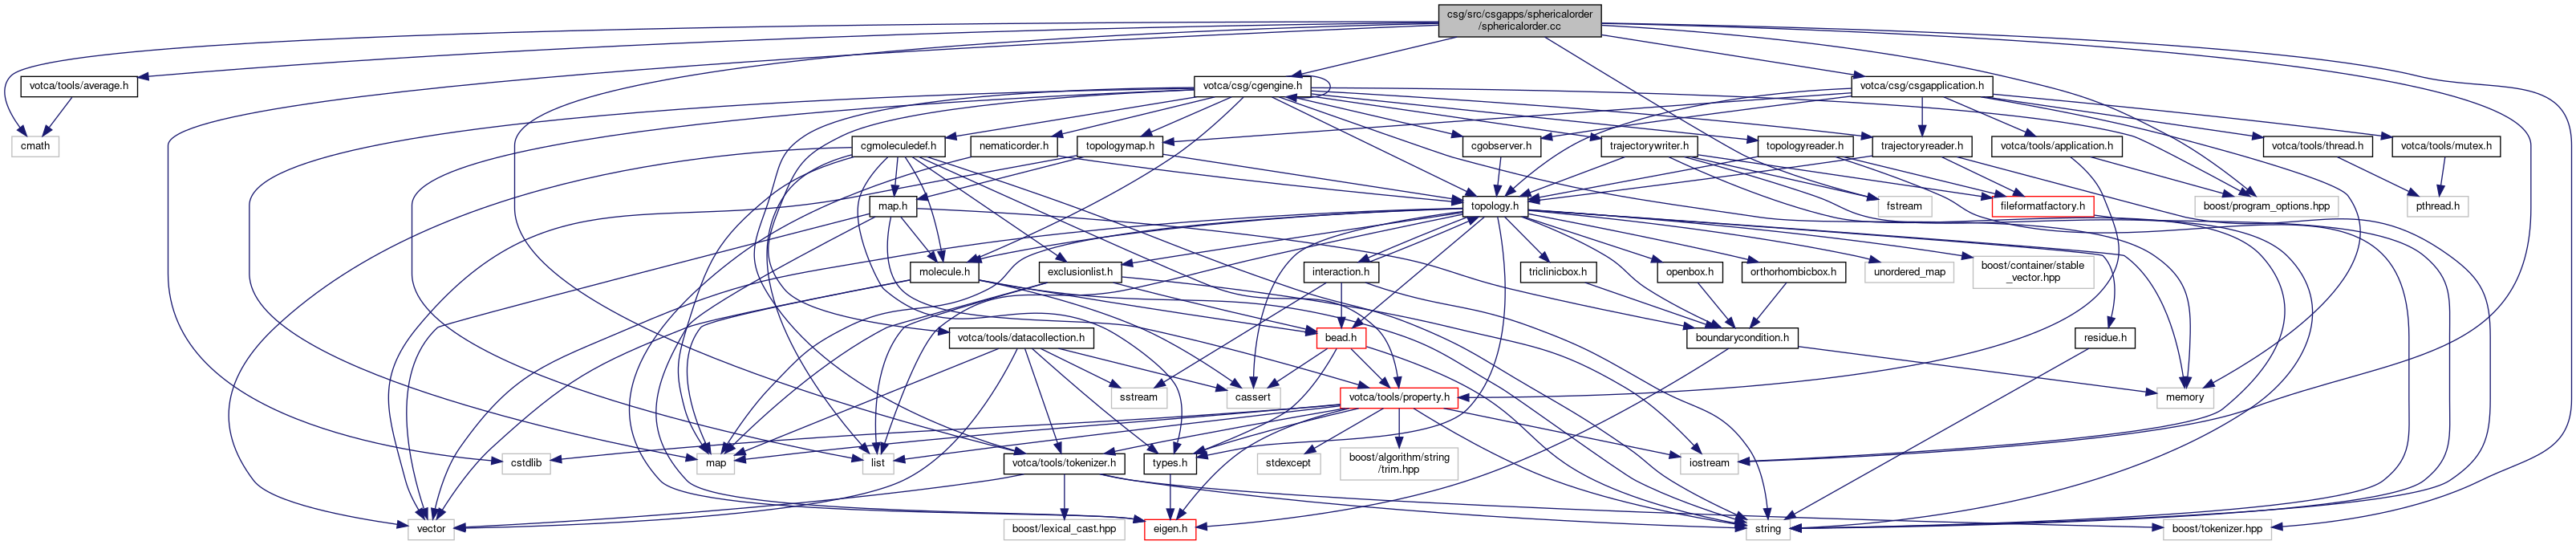 csg/src/csgapps/sphericalorder
/sphericalorder.cc
votca/tools/average.h
votca/csg/cgengine.h
votca/csg/csgapplication.h
cmath
cgmoleculedef.h
nematicorder.h
topologymap.h
cgobserver.h
trajectorywriter.h
topologyreader.h
trajectoryreader.h
votca/tools/application.h
votca/tools/thread.h
votca/tools/mutex.h
map.h
topology.h
fstream
fileformatfactory.h
boost/program_options.hpp
pthread.h
molecule.h
exclusionlist.h
interaction.h
triclinicbox.h
openbox.h
orthorhombicbox.h
unordered_map
boost/container/stable
_vector.hpp
votca/tools/datacollection.h
bead.h
boundarycondition.h
residue.h
sstream
cassert
votca/tools/property.h
memory
cstdlib
map
list
votca/tools/tokenizer.h
types.h
stdexcept
boost/algorithm/string
/trim.hpp
iostream
vector
boost/lexical_cast.hpp
eigen.h
string
boost/tokenizer.hpp